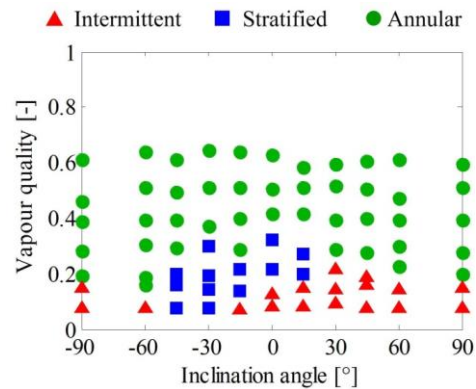 Intermittent Stratified Annular
1
0.8
0.6
0.4
0.2
0
Vapour quality [-]
-90 -60 -30 0 30 60 90
Inclination angle [°]